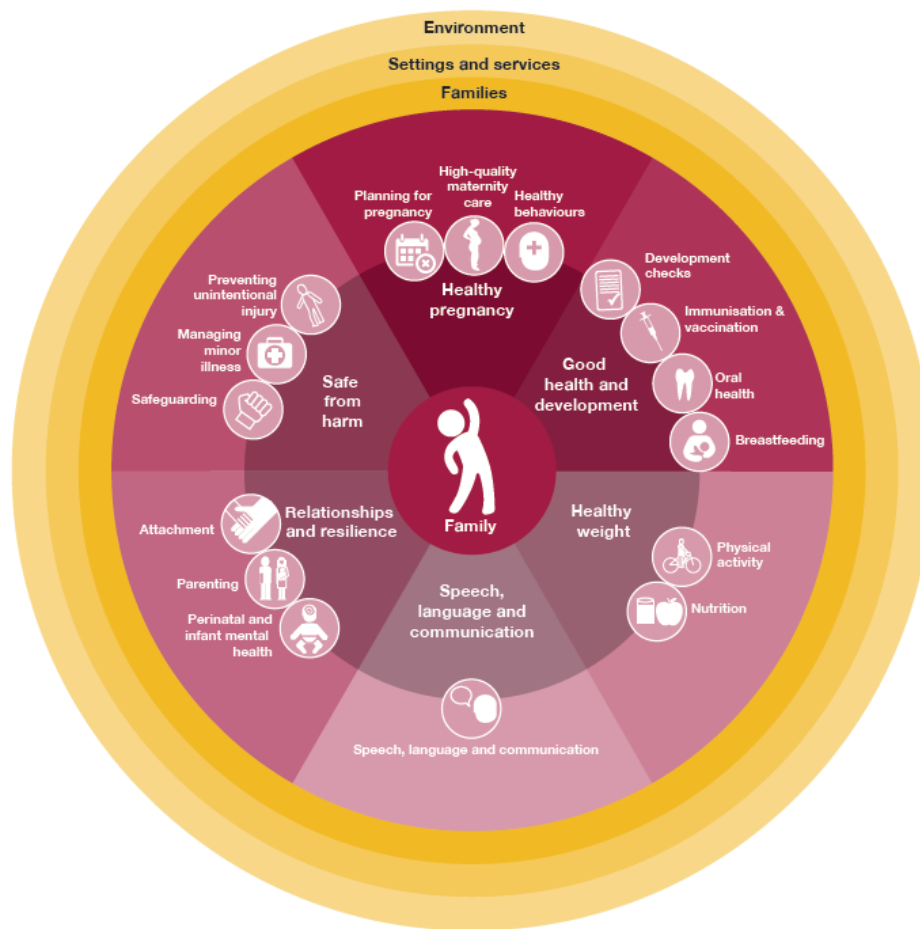 Environment
Settings and services
Families
High-quality
maternity
care
Planning for
pregnancy
Healthy
behaviours
Healthy
pregnancy
Development
checks
Immunisation &
vaccination
Oral
health
Breastfeeding
Good
health and
development
Preventing
unintentional
injury
Managing
minor
illness
Safeguarding
Safe
from
harm
Family
Attachment
Parenting
Perinatal and
infant mental
health
Relationships
and resilience
Healthy
weight
Physical
activity
Nutrition
Speech,
language and
communication
Speech, language and communication